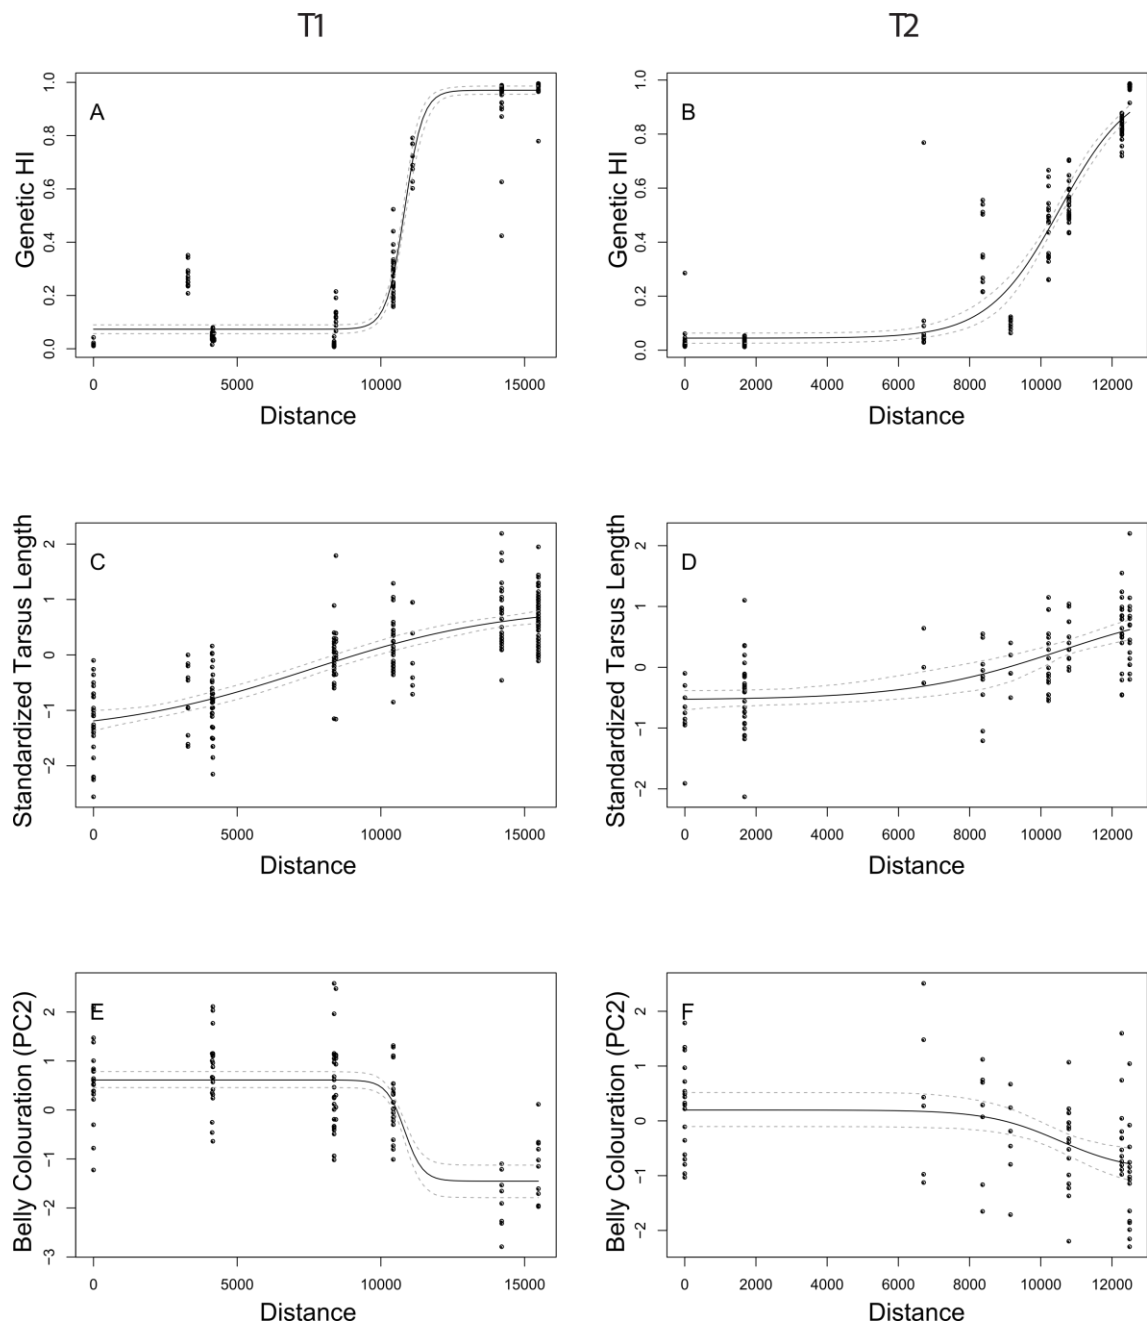 T1 T2
A
Genetic HI
0.0 0.2 0.4 0.6 0.8 1.0
0 5000 10000 15000
Distance
B
Genetic HI
0.0 0.2 0.4 0.6 0.8 1.0
0 2000 4000 6000 8000 10000 12000
Distance
C
Standardized Tarsus Length
-2 -1 0 1 2
0 5000 10000 15000
Distance
D
Standardized Tarsus Length
-2 -1 0 1 2
0 2000 4000 6000 8000 10000 12000
Distance
E
Belly Colouration (PC2)
-3 -2 -1 0 1 2
0 5000 10000 15000
Distance
F
Belly Colouration (PC2)
-2 -1 0 1 2
0 2000 4000 6000 8000 10000 12000
Distance